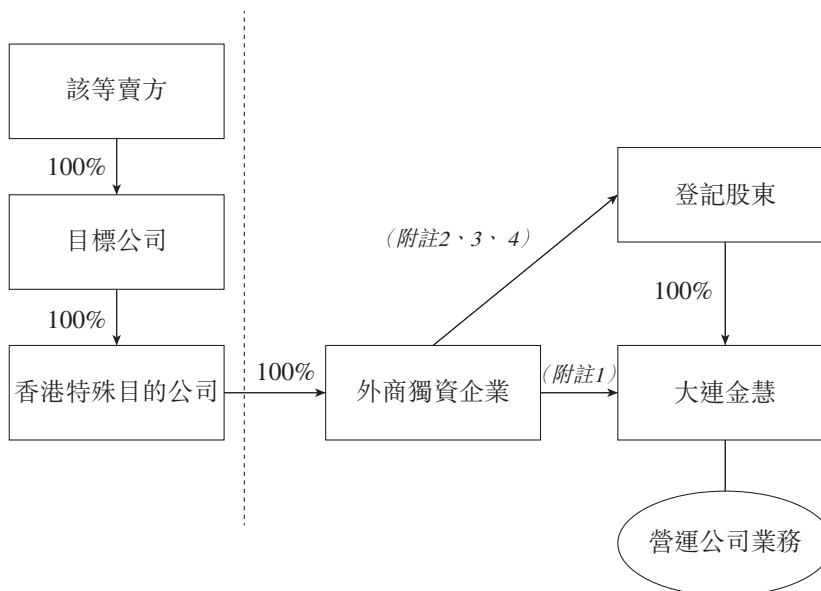 該等賣方
100%
目標公司
100%
香港特殊目的公司
100%
外商獨資企業
（附註2、3、4）
登記股東
100%
（附註1）
大連金慧
營運公司業務